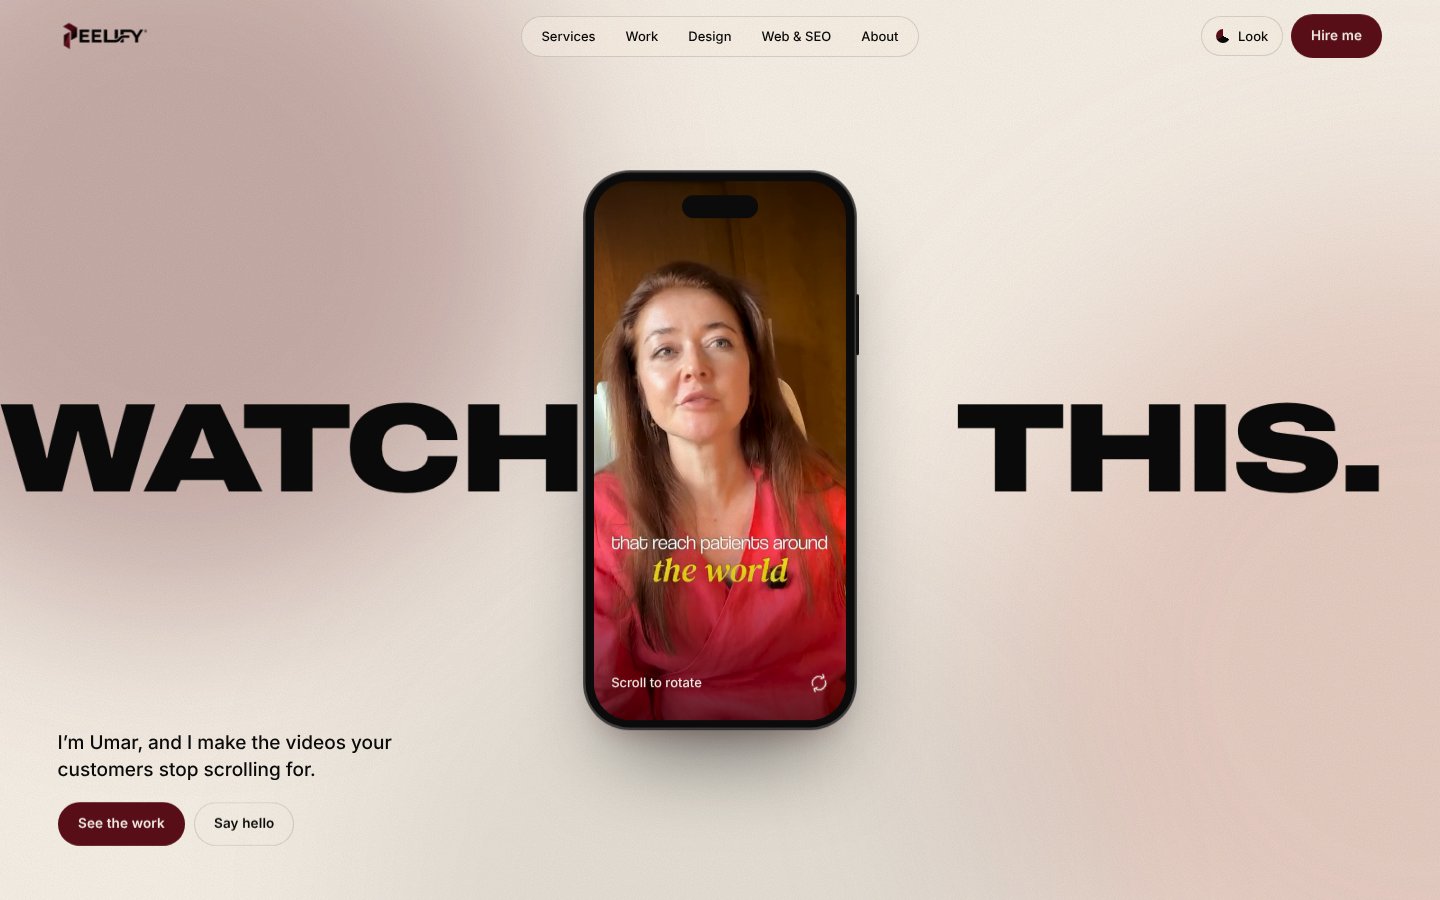 PEELIFY
Services
Work
Design
Web & SEO
About
Look
Hire me
WATCH THIS.
that reach patients around
the world
Scroll to rotate
I’m Umar, and I make the videos your
customers stop scrolling for.
See the work
Say hello